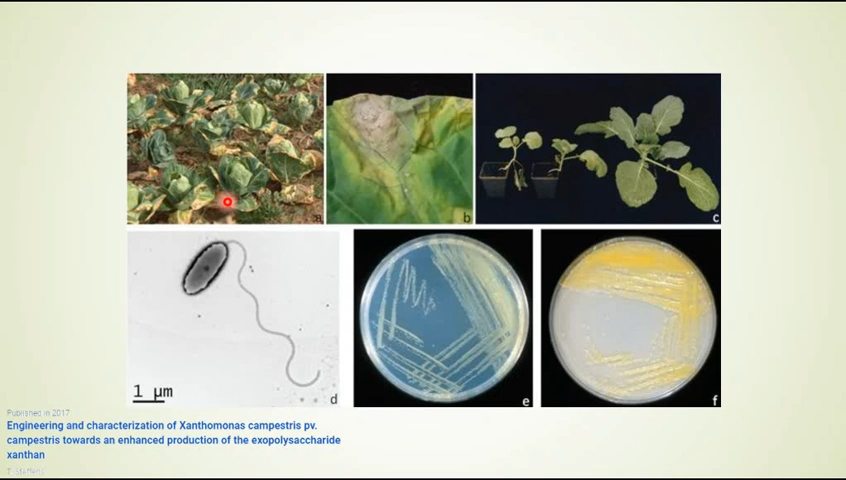 a
b
c
1 μm
d
e
f
Published in 2017
Engineering and characterization of Xanthomonas campestris pv.
campestris towards an enhanced production of the exopolysaccharide
xanthan
T. Steffens